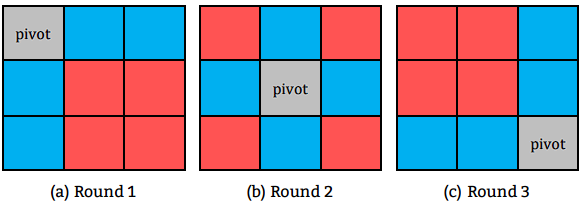 pivot
pivot
pivot
(a) Round 1
(b) Round 2
(c) Round 3